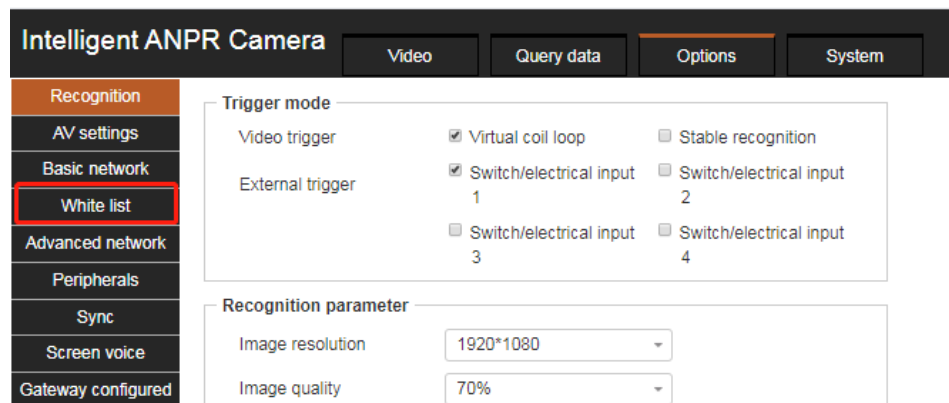 Intelligent ANPR Camera
Video
Query data
Options
System
Recognition
AV settings
Basic network
White list
Advanced network
Peripherals
Sync
Screen voice
Gateway configured
Trigger mode
Video trigger
Virtual coil loop
Stable recognition
External trigger
Switch/electrical input
1
Switch/electrical input
2
Switch/electrical input
3
Switch/electrical input
4
Recognition parameter
Image resolution
1920*1080
Image quality
70%